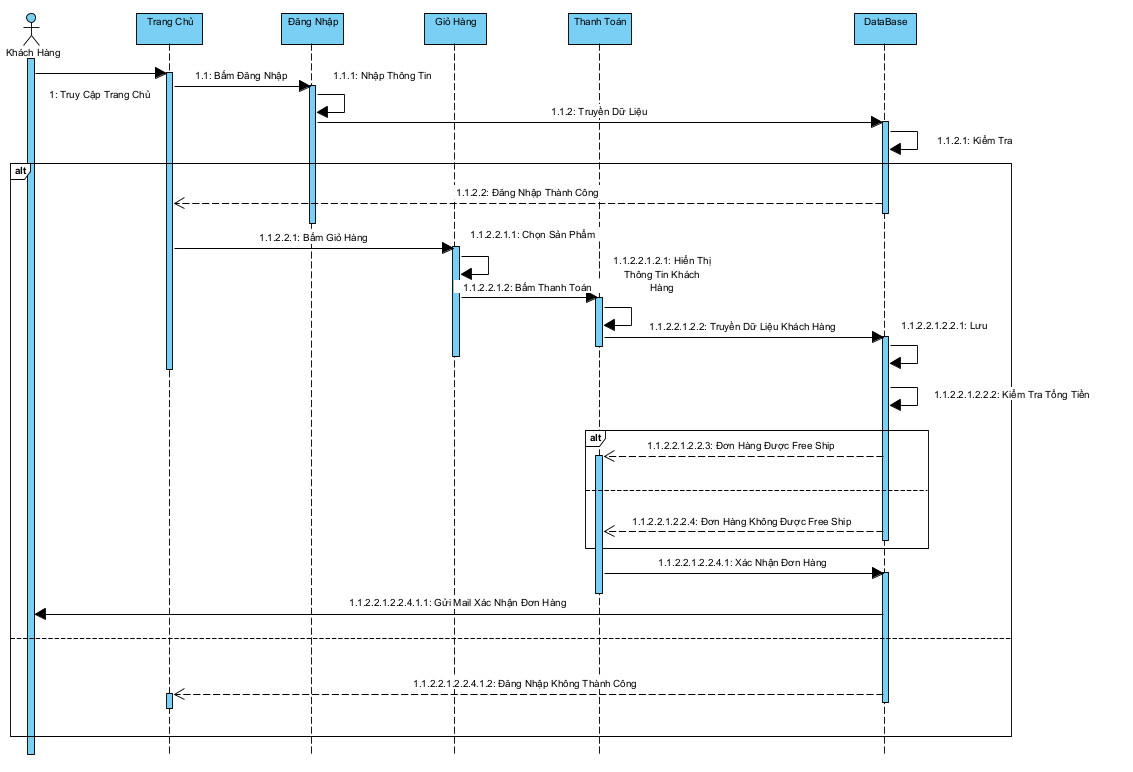 Khách Hàng
Trang Chủ
Đăng Nhập
Giỏ Hàng
Thanh Toán
DataBase
1: Truy Cập Trang Chủ
1.1: Bấm Đăng Nhập
1.1.1: Nhập Thông Tin
1.1.2: Truyền Dữ Liệu
1.1.2.1: Kiểm Tra
alt
1.1.2.2: Đăng Nhập Thành Công
1.1.2.2.1: Bấm Giỏ Hàng
1.1.2.2.1.1: Chọn Sản Phẩm
1.1.2.2.1.2: Bấm Thanh Toán
1.1.2.2.1.2.1: Hiển Thị
Thông Tin Khách
Hàng
1.1.2.2.1.2.2: Truyền Dữ Liệu Khách Hàng
1.1.2.2.1.2.2.1: Lưu
1.1.2.2.1.2.2.2: Kiểm Tra Tổng Tiền
alt
1.1.2.2.1.2.2.3: Đơn Hàng Được Free Ship
1.1.2.2.1.2.2.4: Đơn Hàng Không Được Free Ship
1.1.2.2.1.2.2.4.1: Xác Nhận Đơn Hàng
1.1.2.2.1.2.2.4.1.1: Gửi Mail Xác Nhận Đơn Hàng
1.1.2.2.1.2.2.4.1.2: Đăng Nhập Không Thành Công